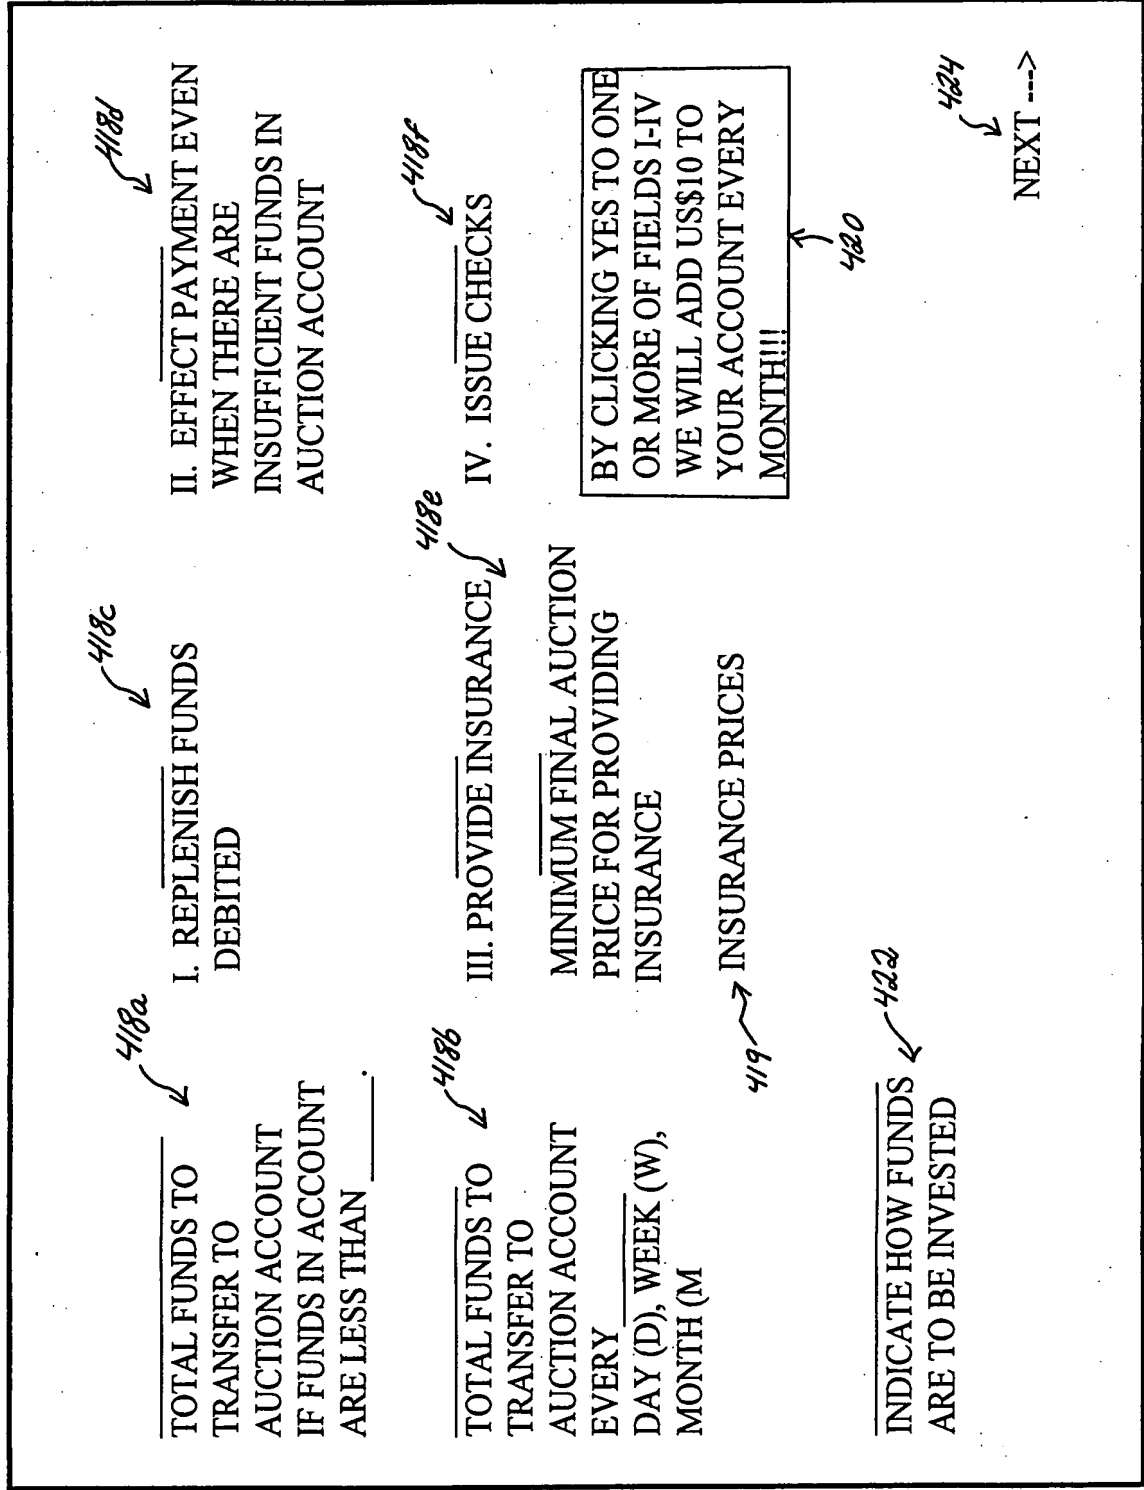 418a
TOTAL FUNDS TO
TRANSFER TO
AUCTION ACCOUNT
IF FUNDS IN ACCOUNT
ARE LESS THAN ______.
418c
I. REPLENISH FUNDS
DEBITED
418d
II. EFFECT PAYMENT EVEN
WHEN THERE ARE
INSUFFICIENT FUNDS IN
AUCTION ACCOUNT
418b
TOTAL FUNDS TO
TRANSFER TO
AUCTION ACCOUNT
EVERY ______
DAY (D), WEEK (W),
MONTH (M
418e
III. PROVIDE INSURANCE
MINIMUM FINAL AUCTION
PRICE FOR PROVIDING
INSURANCE
419
INSURANCE PRICES
418f
IV. ISSUE CHECKS
BY CLICKING YES TO ONE
OR MORE OF FIELDS I-IV
WE WILL ADD US$10 TO
YOUR ACCOUNT EVERY
MONTH!!!
420
422
INDICATE HOW FUNDS
ARE TO BE INVESTED
424
NEXT --->